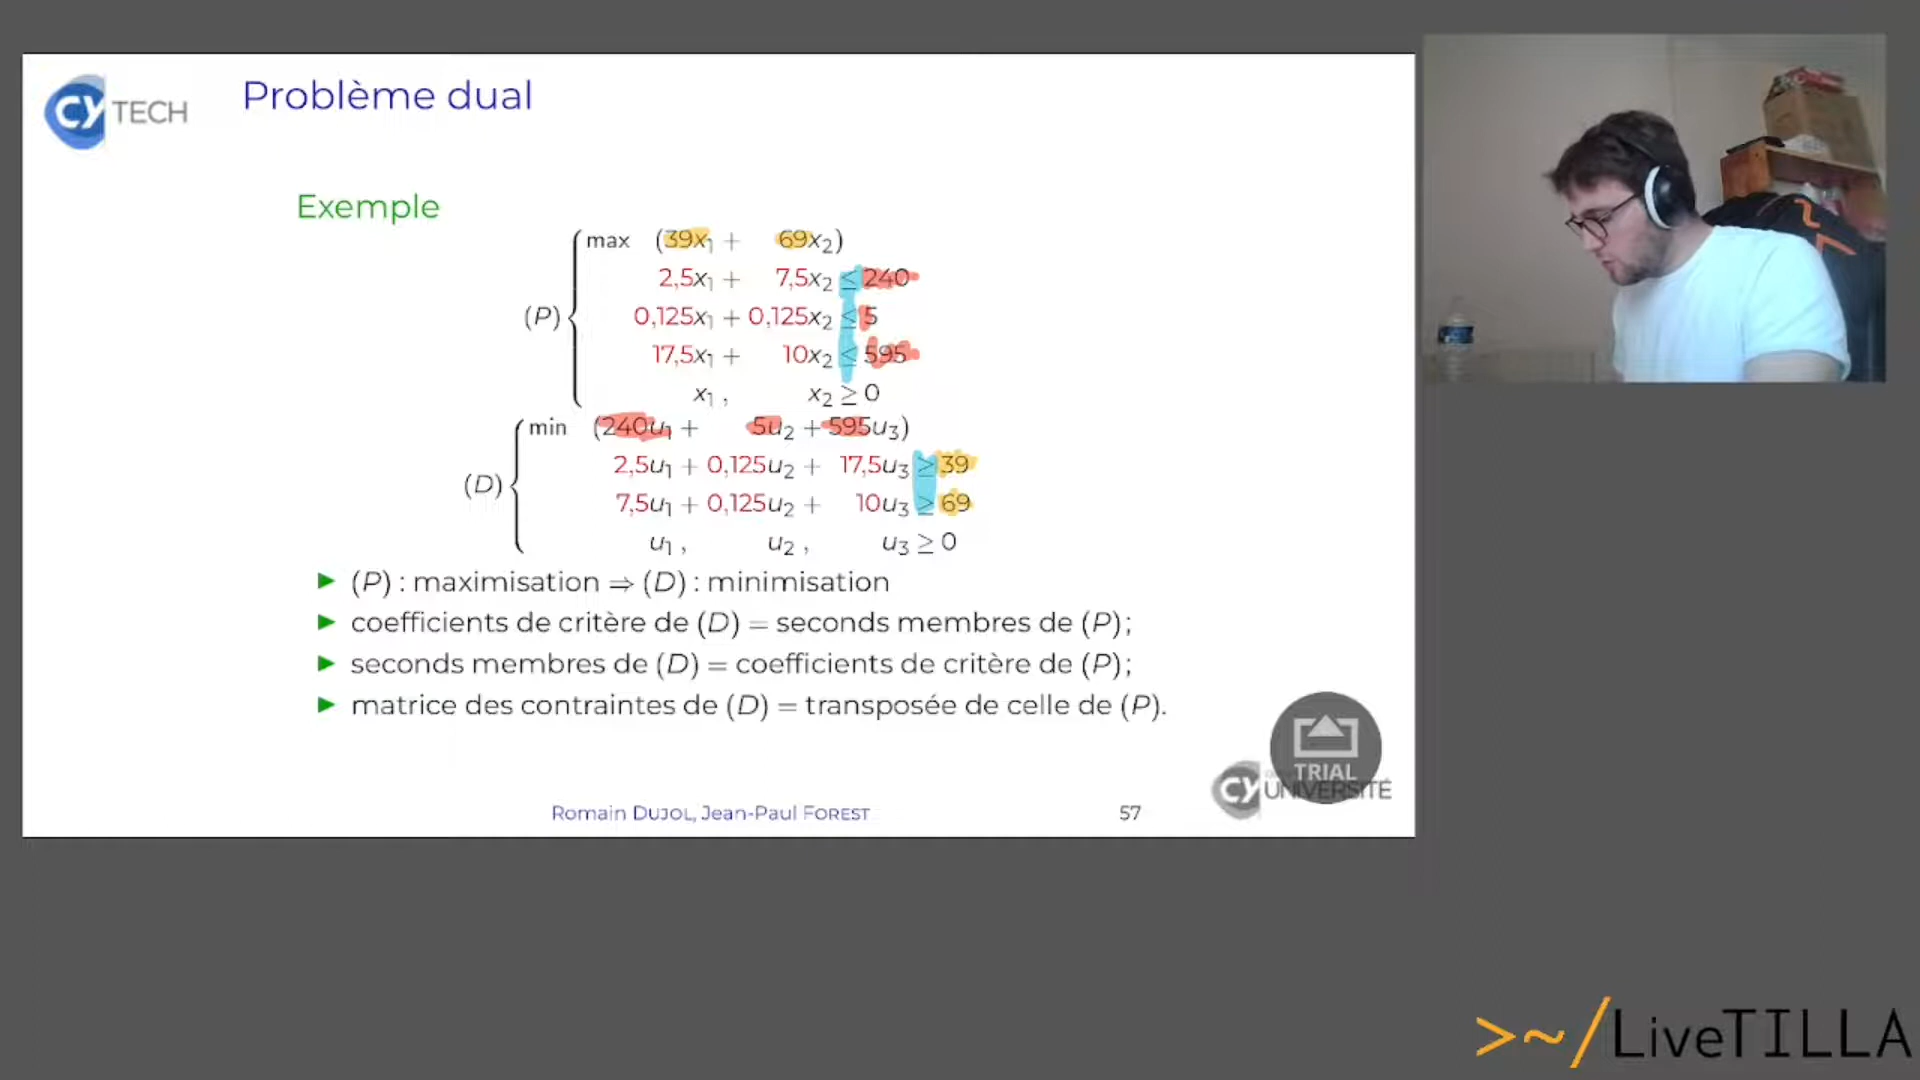 CY TECH
Problème dual
Exemple
(P)
max (39x₁ + 69x₂)
2,5x₁ + 7,5x₂ ≤ 240
0,125x₁ + 0,125x₂ ≤ 5
17,5x₁ + 10x₂ ≤ 595
x₁ , x₂ ≥ 0
(D)
min (240u₁ + 5u₂ + 595u₃)
2,5u₁ + 0,125u₂ + 17,5u₃ ≥ 39
7,5u₁ + 0,125u₂ + 10u₃ ≥ 69
u₁ , u₂ , u₃ ≥ 0
▶ (P) : maximisation ⇒ (D) : minimisation
▶ coefficients de critère de (D) = seconds membres de (P) ;
▶ seconds membres de (D) = coefficients de critère de (P) ;
▶ matrice des contraintes de (D) = transposée de celle de (P).
TRIAL
CY UNIVERSITÉ
Romain DUJOL, Jean-Paul FOREST 57
>~/LiveTILLA